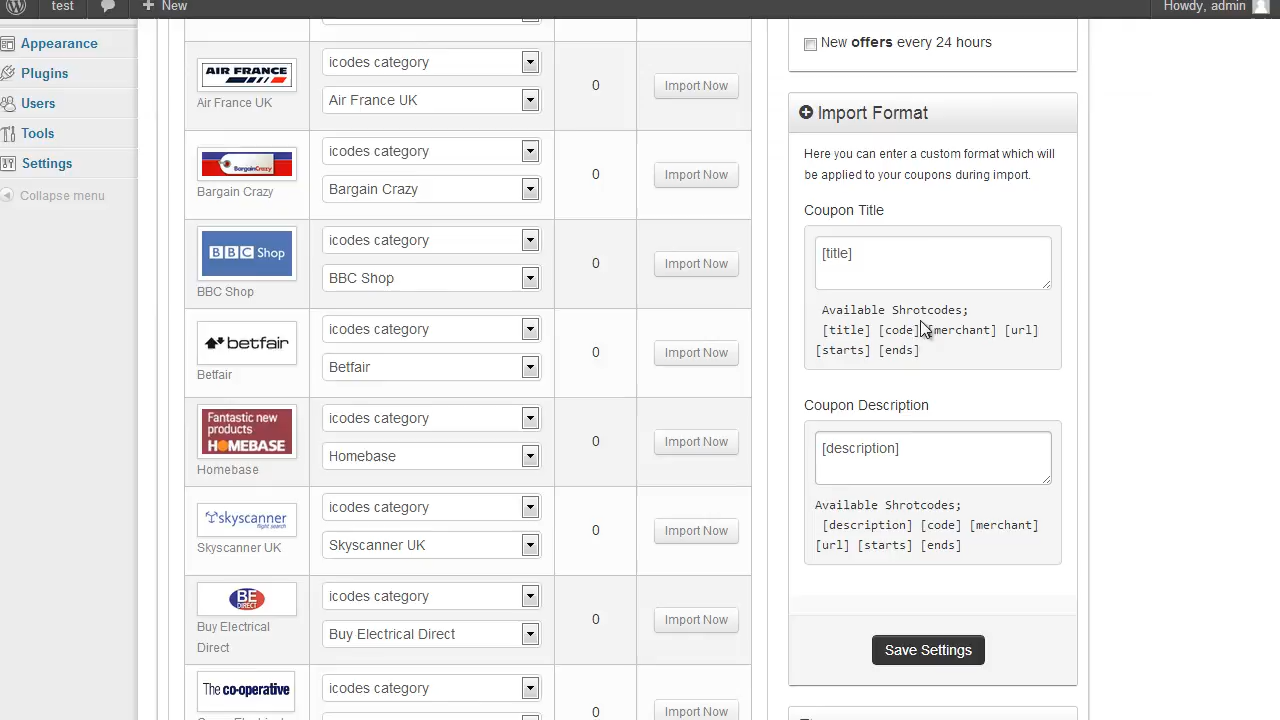 test
New
Howdy, admin
Appearance
Plugins
Users
Tools
Settings
Collapse menu
AIR FRANCE
Air France UK
icodes category
Air France UK
0
Import Now
BargainCrazy
Bargain Crazy
icodes category
Bargain Crazy
0
Import Now
BBC Shop
BBC Shop
icodes category
BBC Shop
0
Import Now
betfair
Betfair
icodes category
Betfair
0
Import Now
Fantastic new
products
HOMEBASE
Homebase
icodes category
Homebase
0
Import Now
skyscanner
flight search
Skyscanner UK
icodes category
Skyscanner UK
0
Import Now
BE
DIRECT
Buy Electrical
Direct
icodes category
Buy Electrical Direct
0
Import Now
The co-operative
icodes category
0
Import Now
New offers every 24 hours
Import Format
Here you can enter a custom format which will
be applied to your coupons during import.
Coupon Title
[title]
Available Shrotcodes;
[title] [code] [merchant] [url]
[starts] [ends]
Coupon Description
[description]
Available Shrotcodes;
[description] [code] [merchant]
[url] [starts] [ends]
Save Settings